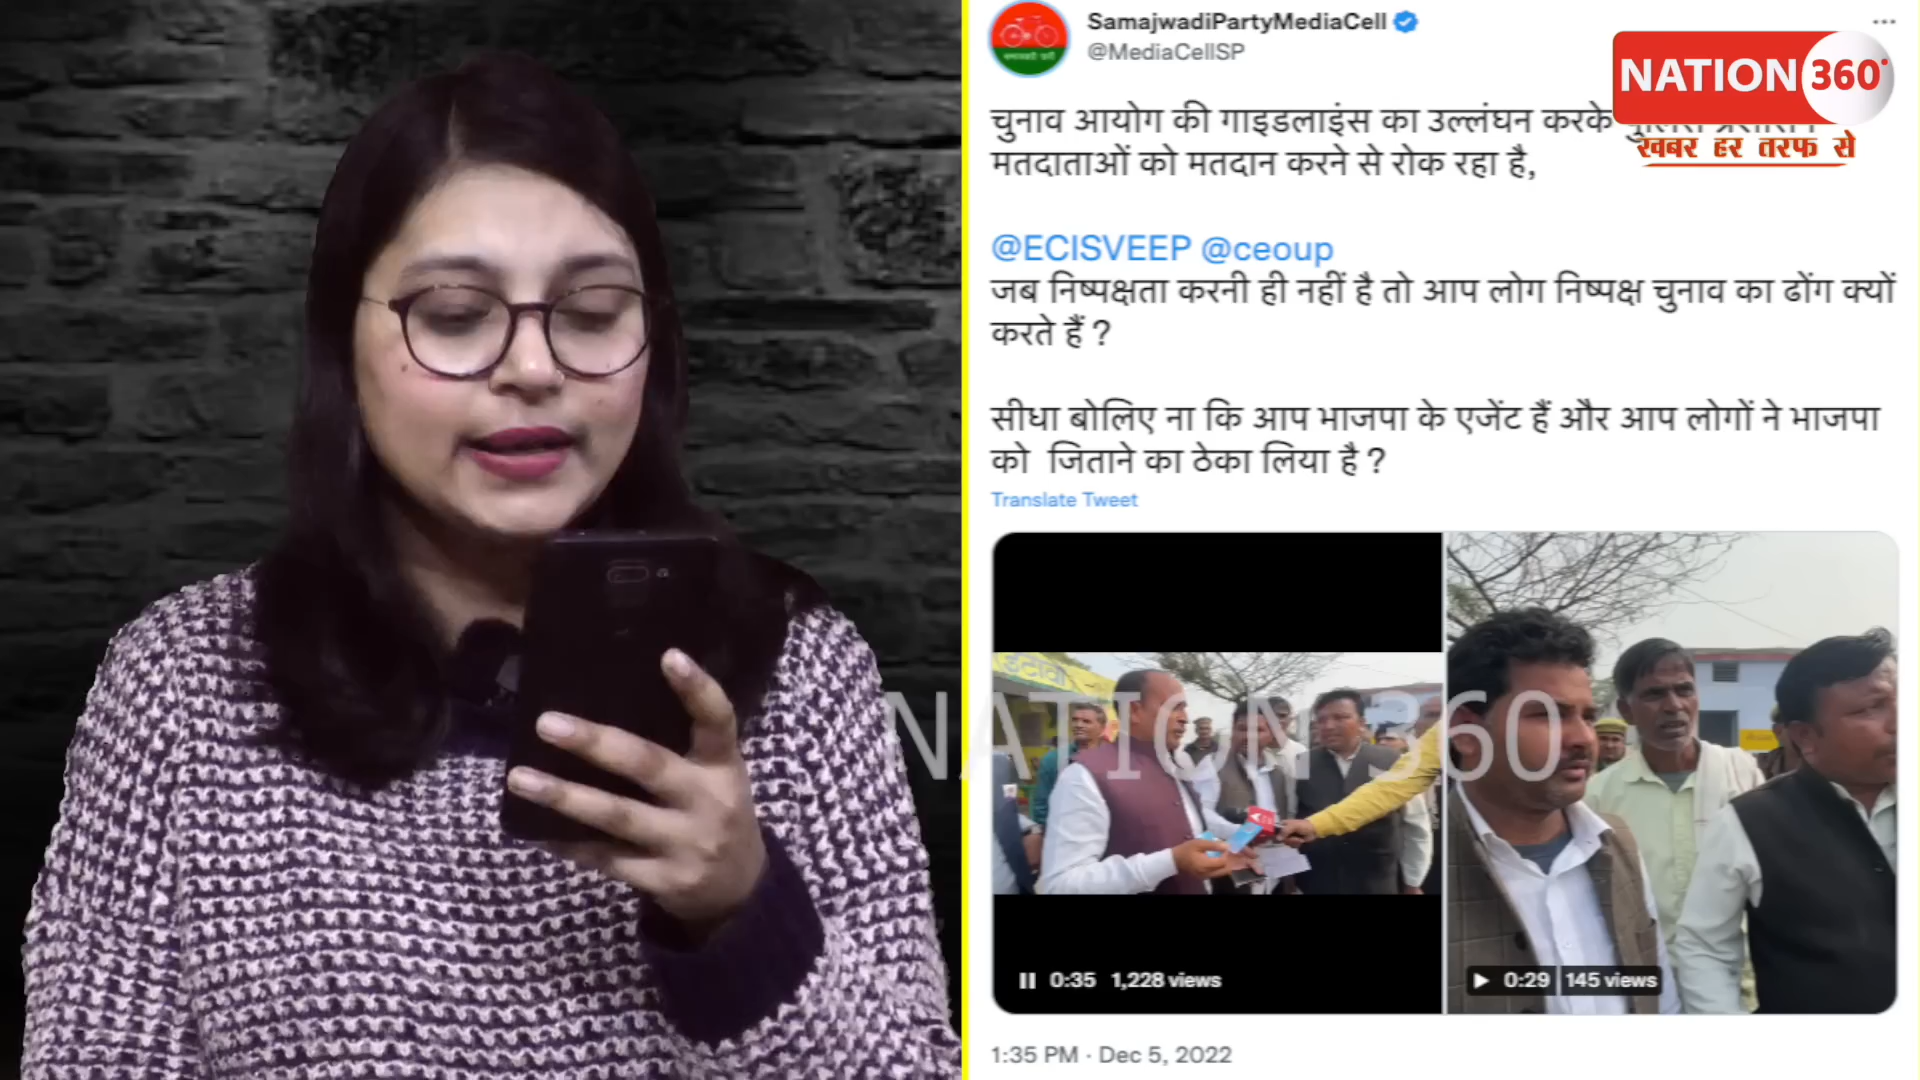 SamajwadiPartyMediaCell
@MediaCellSP
NATION 360°
खबर हर तरफ से
चुनाव आयोग की गाइडलाइंस का उल्लंघन करके
मतदाताओं को मतदान करने से रोक रहा है,
@ECISVEEP @ceoup
जब निष्पक्षता करनी ही नहीं है तो आप लोग निष्पक्ष चुनाव का ढोंग क्यों
करते हैं ?
सीधा बोलिए ना कि आप भाजपा के एजेंट हैं और आप लोगों ने भाजपा
को जिताने का ठेका लिया है ?
Translate Tweet
इटावा
NATION 360
0:35 1,228 views
0:29 145 views
1:35 PM · Dec 5, 2022